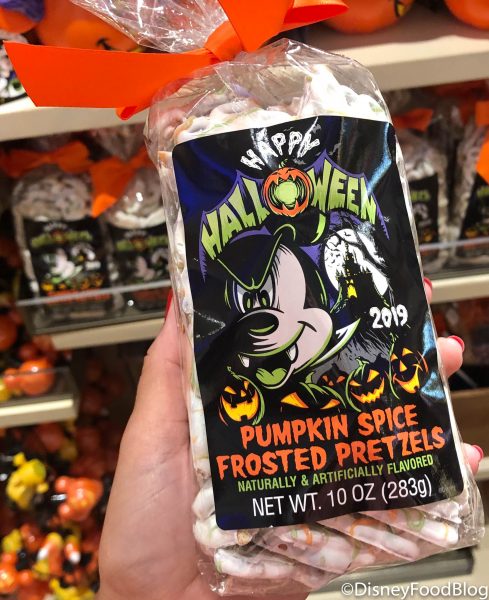 HAPPY
HALLOWEEN
2019
PUMPKIN SPICE
FROSTED PRETZELS
NATURALLY & ARTIFICIALLY FLAVORED
NET WT. 10 OZ (283g)
©DisneyFoodBlog